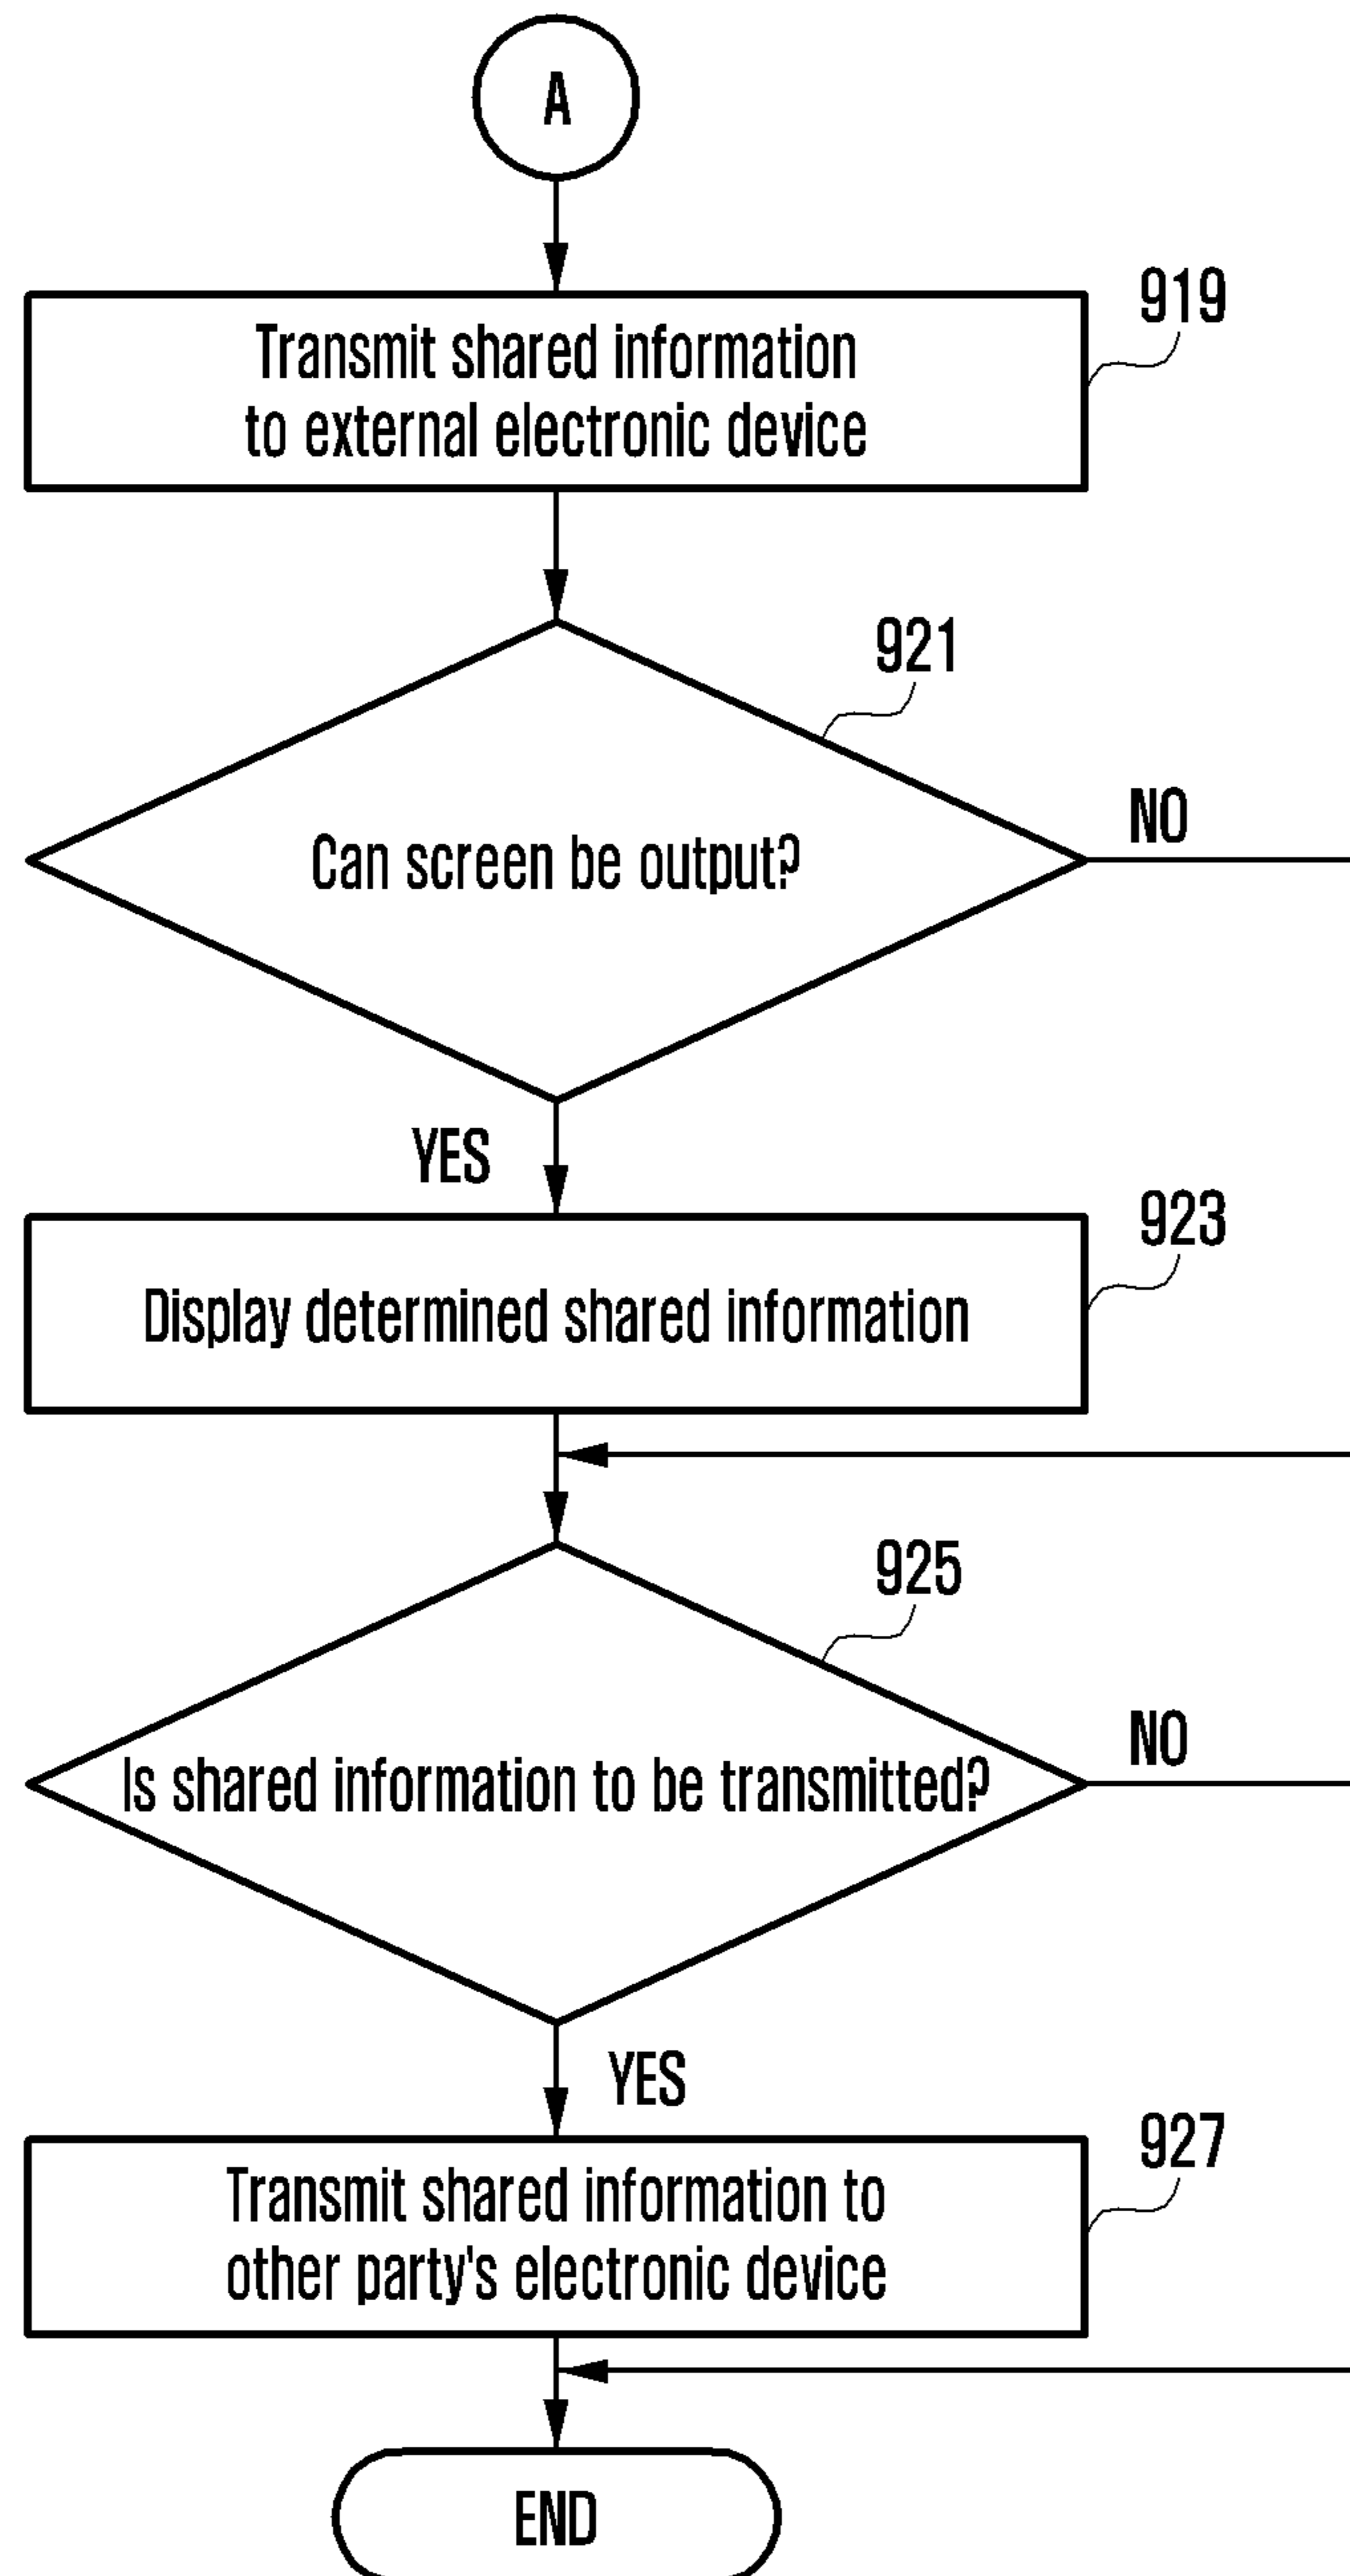 A
919
Transmit shared information
to external electronic device
921
Can screen be output?
NO
YES
923
Display determined shared information
925
Is shared information to be transmitted?
NO
YES
927
Transmit shared information to
other party's electronic device
END